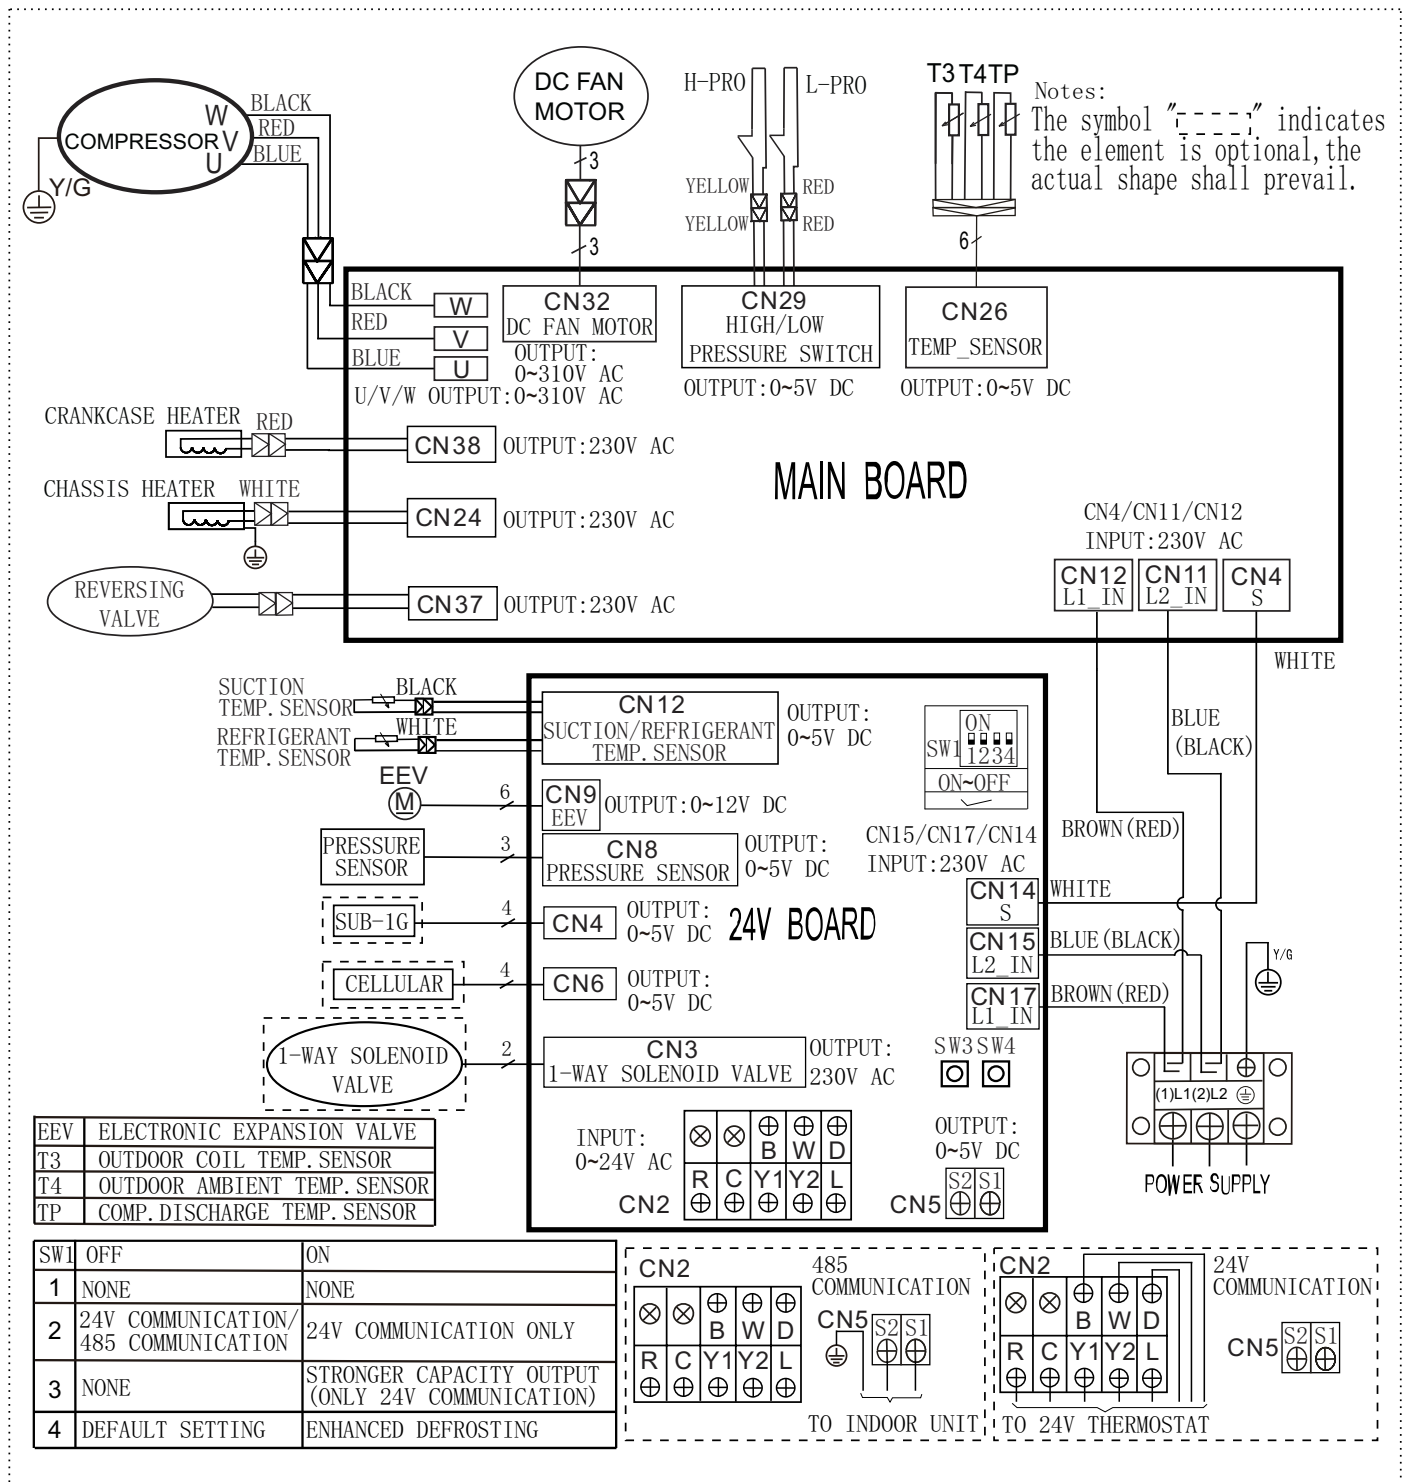 DC FAN
MOTOR
H-PRO
L-PRO
T3 T4 TP
Notes:
The symbol "        " indicates
the element is optional,the
actual shape shall prevail.
COMPRESSOR
W
V
U
BLACK
RED
BLUE
Y/G
3
3
YELLOW
RED
YELLOW
RED
6
BLACK
W
RED
V
BLUE
U
U/V/W OUTPUT:0~310V AC
CN32
DC FAN MOTOR
OUTPUT:
0~310V AC
CN29
HIGH/LOW
PRESSURE SWITCH
OUTPUT:0~5V DC
CN26
TEMP_SENSOR
OUTPUT:0~5V DC
CRANKCASE HEATER
RED
CN38
OUTPUT:230V AC
CHASSIS HEATER
WHITE
CN24
OUTPUT:230V AC
REVERSING
VALVE
CN37
OUTPUT:230V AC
MAIN BOARD
CN4/CN11/CN12
INPUT:230V AC
CN12
L1_IN
CN11
L2_IN
CN4
S
WHITE
BLUE
(BLACK)
BROWN(RED)
SUCTION
TEMP.SENSOR
BLACK
REFRIGERANT
TEMP.SENSOR
WHITE
CN12
SUCTION/REFRIGERANT
TEMP.SENSOR
OUTPUT:
0~5V DC
SW1
ON
1234
ON~OFF
EEV
M
6
CN9
EEV
OUTPUT:0~12V DC
PRESSURE
SENSOR
3
CN8
PRESSURE SENSOR
OUTPUT:
0~5V DC
CN15/CN17/CN14
INPUT:230V AC
SUB-1G
4
CN4
OUTPUT:
0~5V DC
24V BOARD
CN14
S
WHITE
CN15
L2_IN
BLUE(BLACK)
CN17
L1_IN
BROWN(RED)
Y/G
CELLULAR
4
CN6
OUTPUT:
0~5V DC
1-WAY SOLENOID
VALVE
2
CN3
1-WAY SOLENOID VALVE
OUTPUT:
230V AC
SW3 SW4
(1)L1(2)L2
POWER SUPPLY
INPUT:
0~24V AC
CN2
B W D
R C Y1 Y2 L
OUTPUT:
0~5V DC
CN5
S2 S1
EEV ELECTRONIC EXPANSION VALVE
T3 OUTDOOR COIL TEMP.SENSOR
T4 OUTDOOR AMBIENT TEMP.SENSOR
TP COMP.DISCHARGE TEMP.SENSOR
SW1 OFF ON
1 NONE NONE
2 24V COMMUNICATION/
485 COMMUNICATION
24V COMMUNICATION ONLY
3 NONE
STRONGER CAPACITY OUTPUT
(ONLY 24V COMMUNICATION)
4 DEFAULT SETTING ENHANCED DEFROSTING
CN2
B W D
R C Y1 Y2 L
485
COMMUNICATION
CN5
S2 S1
TO INDOOR UNIT
CN2
B W D
R C Y1 Y2 L
24V
COMMUNICATION
CN5
S2 S1
TO 24V THERMOSTAT